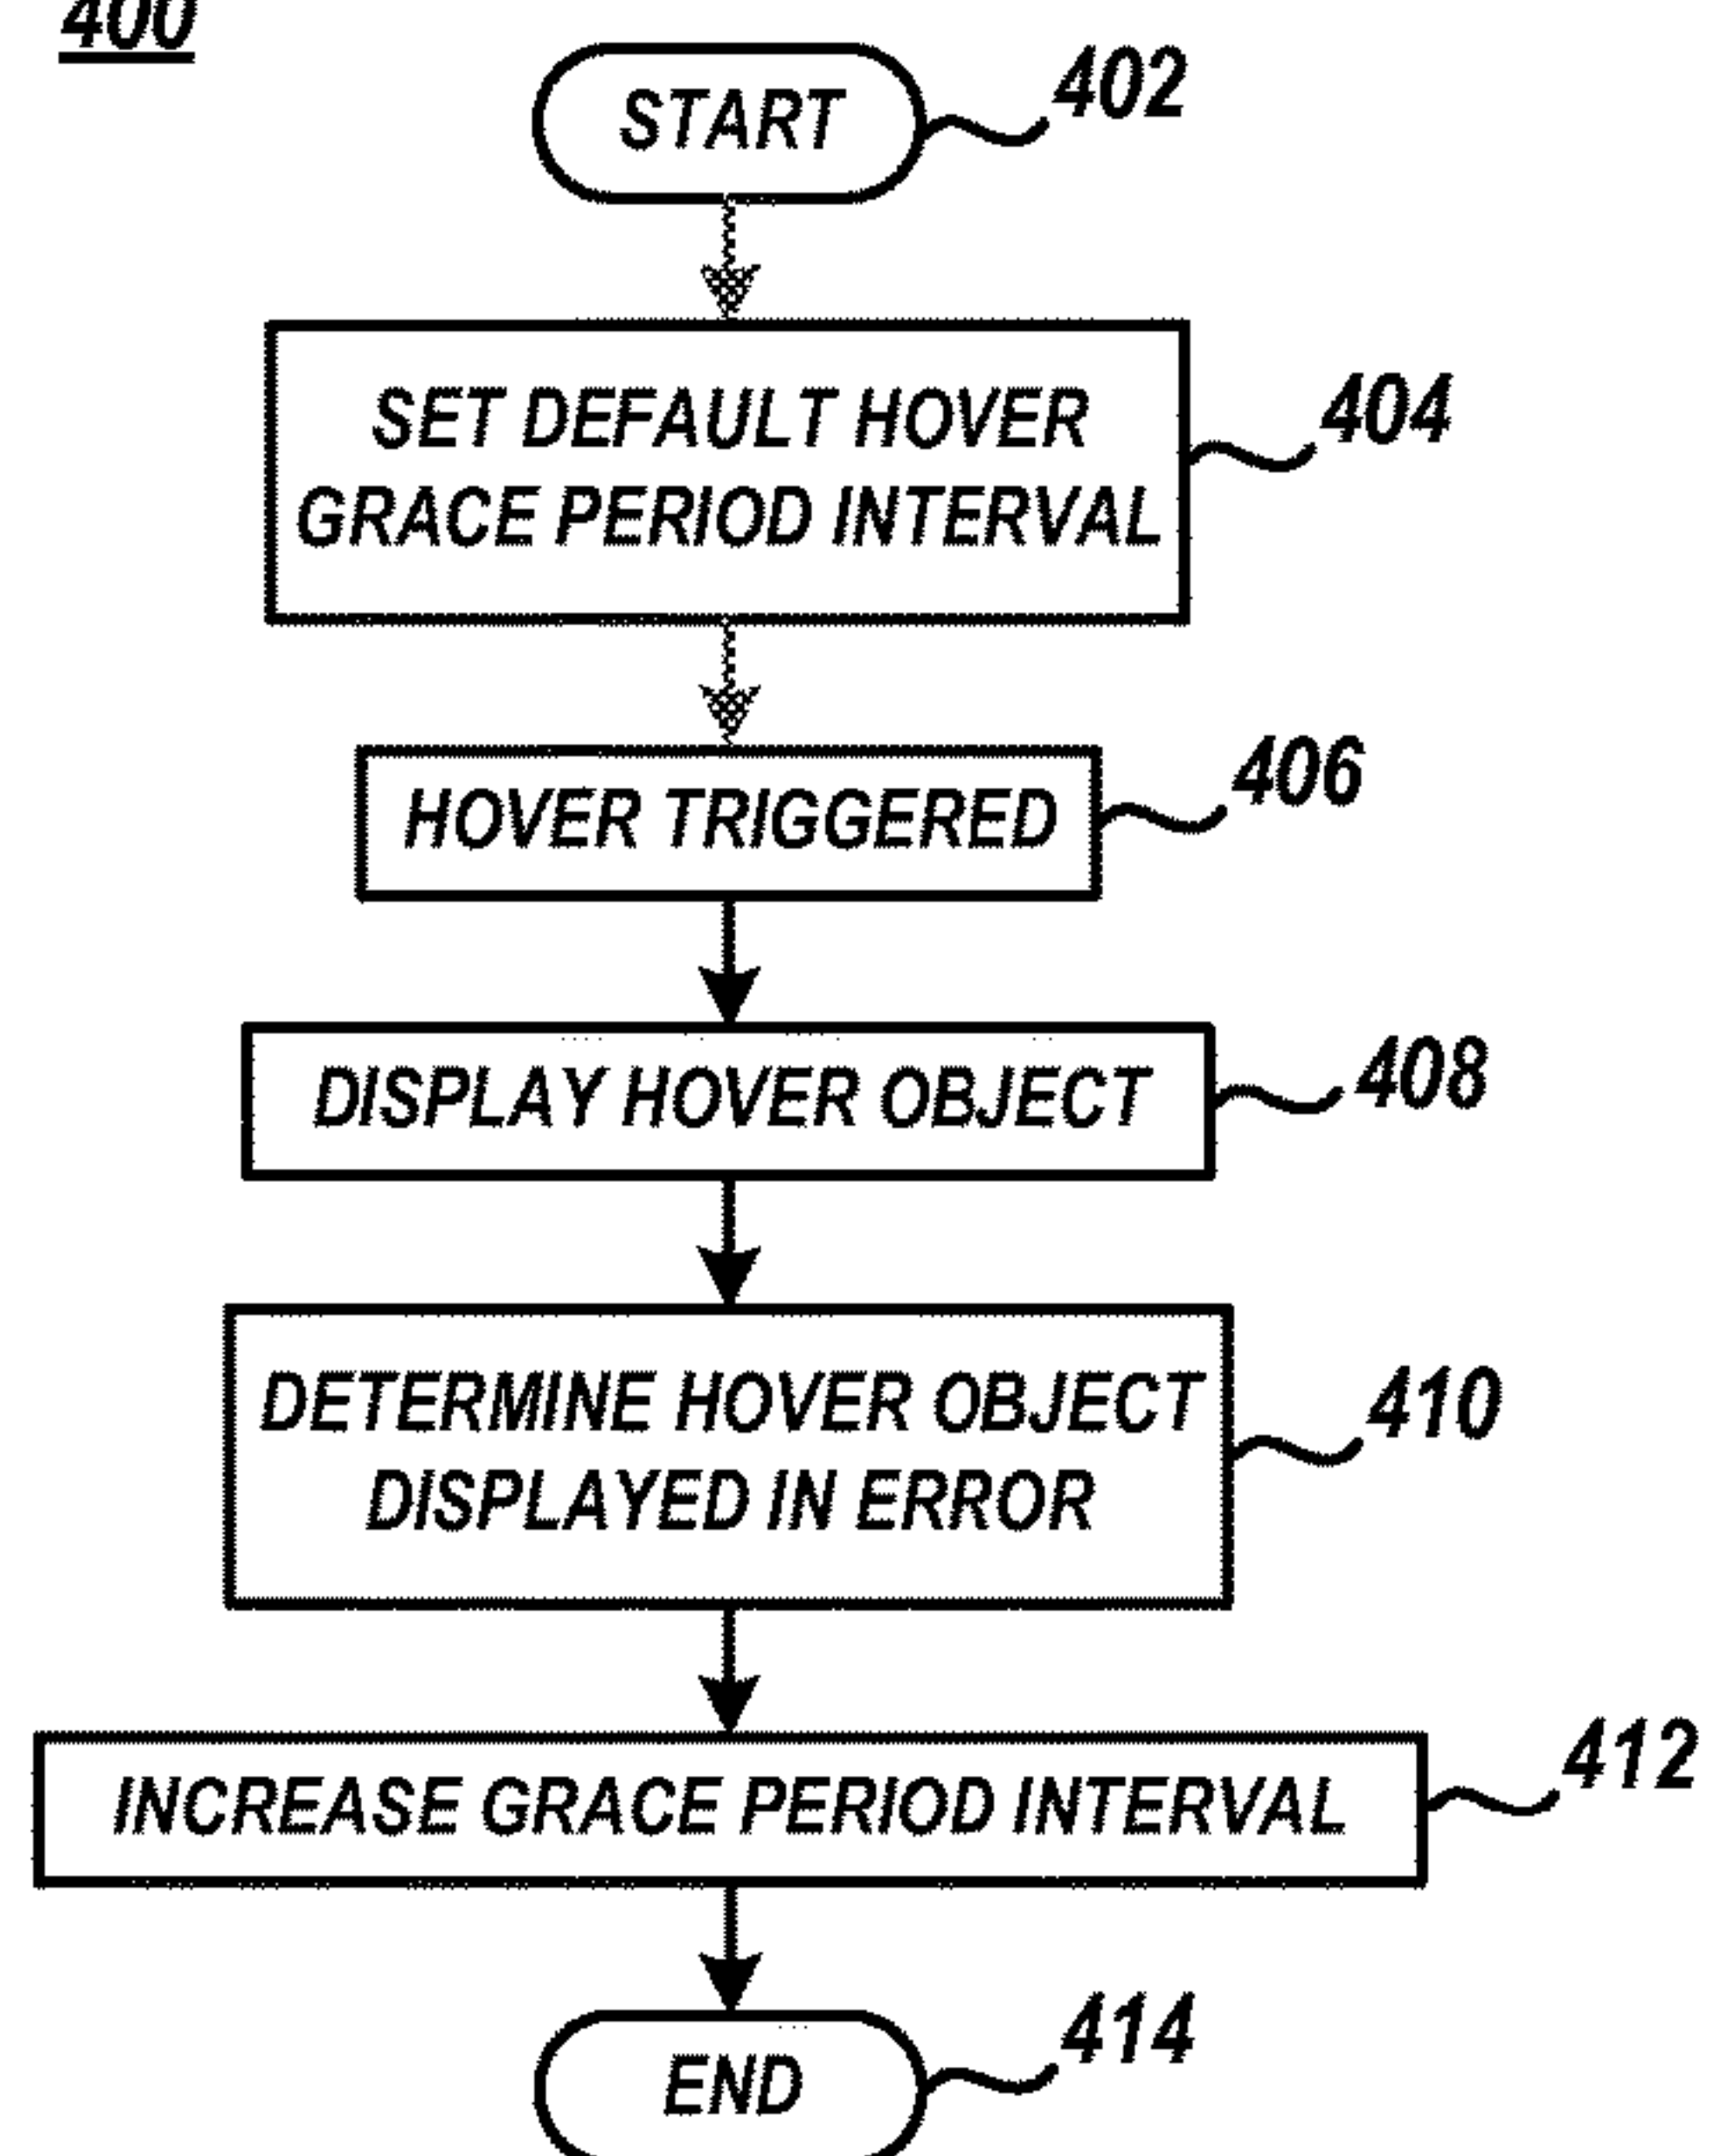 400
START
402
SET DEFAULT HOVER
GRACE PERIOD INTERVAL
404
HOVER TRIGGERED
406
DISPLAY HOVER OBJECT
408
DETERMINE HOVER OBJECT
DISPLAYED IN ERROR
410
INCREASE GRACE PERIOD INTERVAL
412
END
414